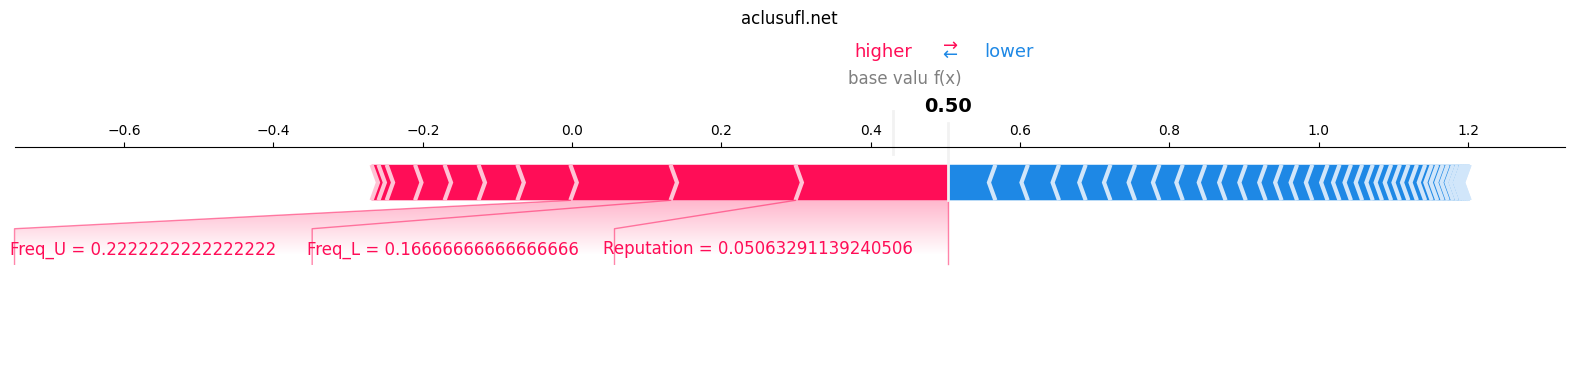 aclusufl.net
higher ⇄ lower
base valu f(x)
0.50
−0.6 −0.4 −0.2 0.0 0.2 0.4 0.6 0.8 1.0 1.2
Freq_U = 0.2222222222222222 Freq_L = 0.16666666666666666 Reputation = 0.05063291139240506